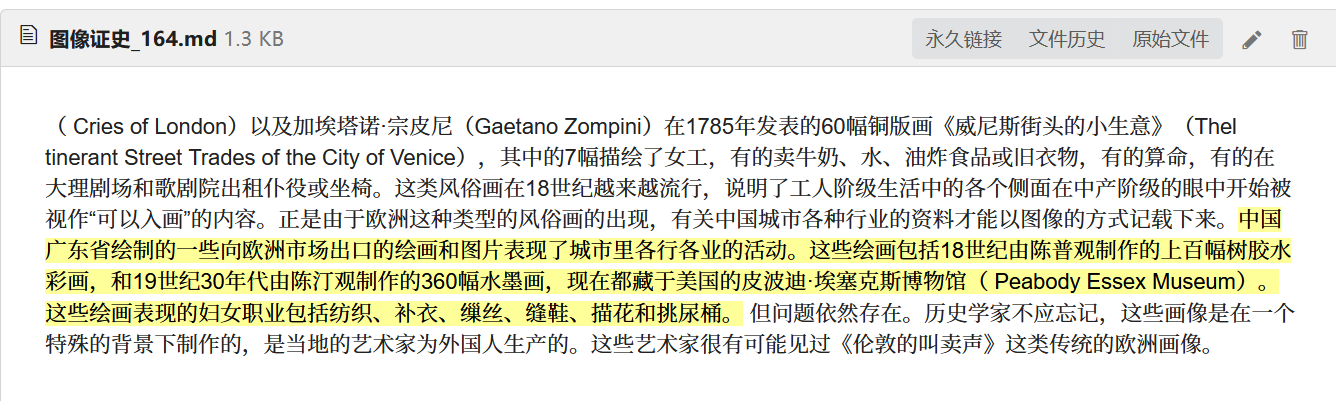 图像证史_164.md 1.3 KB 永久链接 文件历史 原始文件
（ Cries of London）以及加埃塔诺·宗皮尼（Gaetano Zompini）在1785年发表的60幅铜版画《威尼斯街头的小生意》（Thel
tinerant Street Trades of the City of Venice），其中的7幅描绘了女工，有的卖牛奶、水、油炸食品或旧衣物，有的算命，有的在
大理剧场和歌剧院出租仆役或坐椅。这类风俗画在18世纪越来越流行，说明了工人阶级生活中的各个侧面在中产阶级的眼中开始被
视作“可以入画”的内容。正是由于欧洲这种类型的风俗画的出现，有关中国城市各种行业的资料才能以图像的方式记载下来。中国
广东省绘制的一些向欧洲市场出口的绘画和图片表现了城市里各行各业的活动。这些绘画包括18世纪由陈普观制作的上百幅树胶水
彩画，和19世纪30年代由陈汀观制作的360幅水墨画，现在都藏于美国的皮波迪·埃塞克斯博物馆（ Peabody Essex Museum）。
这些绘画表现的妇女职业包括纺织、补衣、缫丝、缝鞋、描花和挑尿桶。 但问题依然存在。历史学家不应忘记，这些画像是在一个
特殊的背景下制作的，是当地的艺术家为外国人生产的。这些艺术家很有可能见过《伦敦的叫卖声》这类传统的欧洲画像。